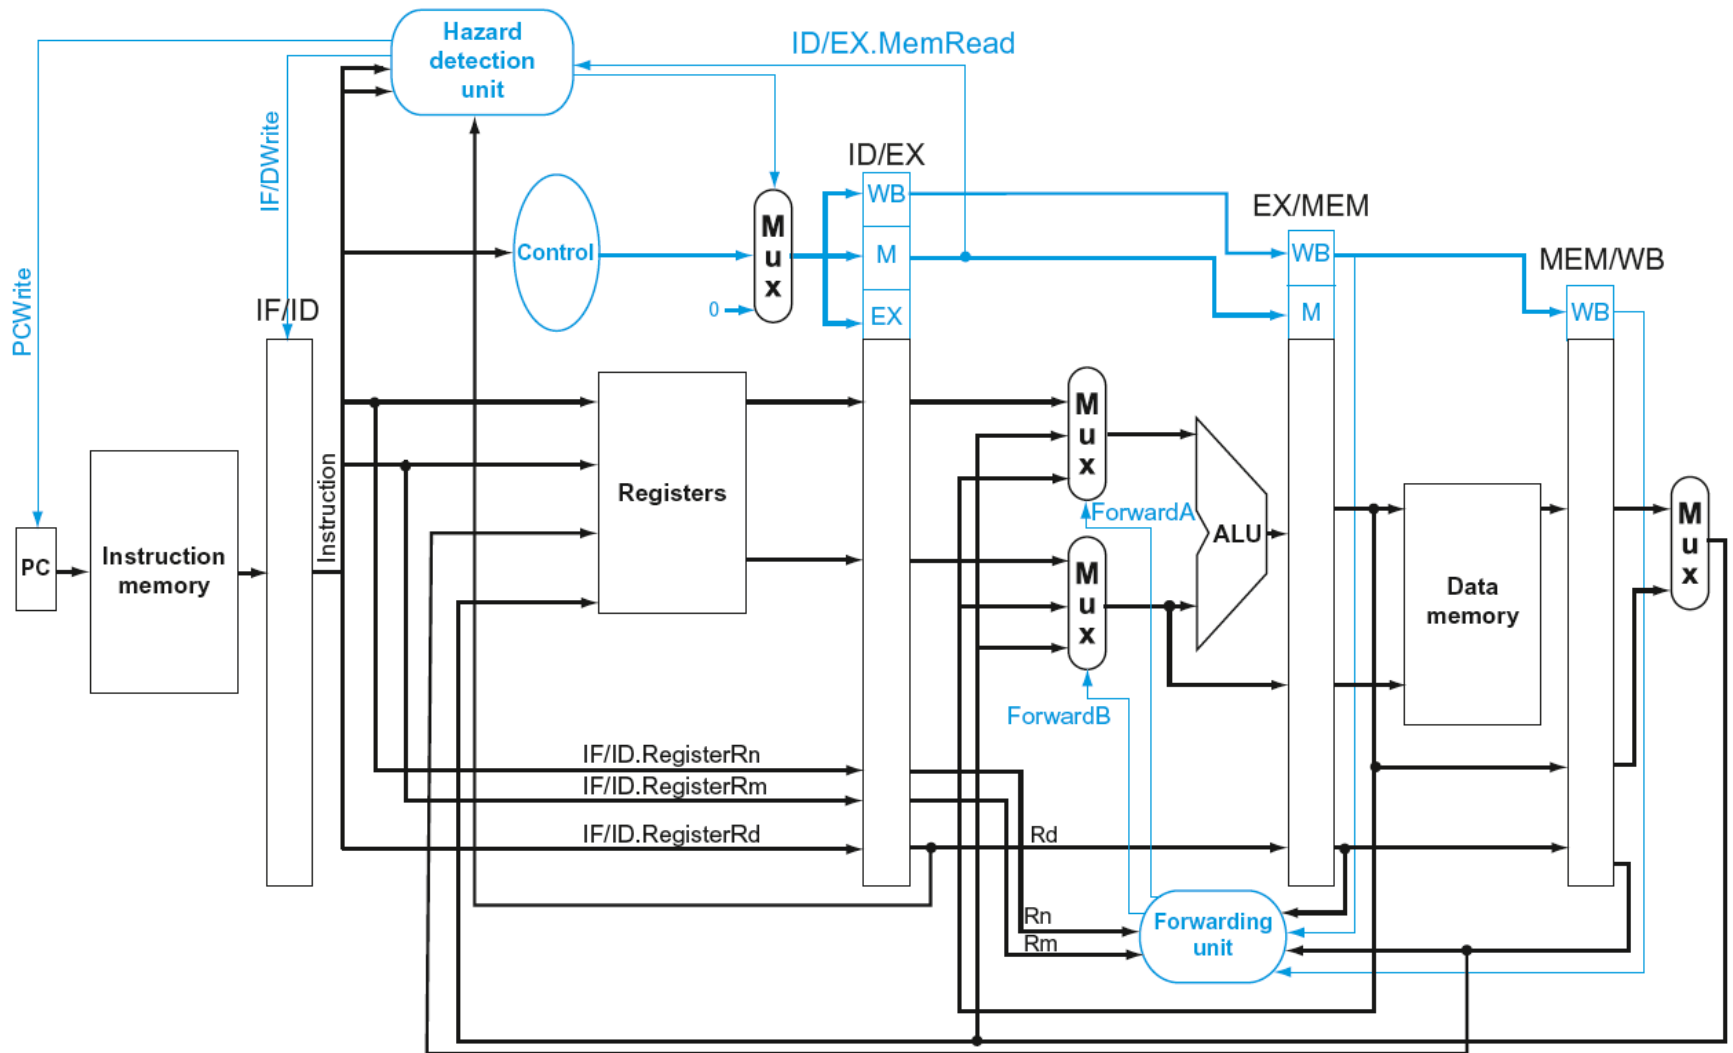 Hazard
detection
unit
ID/EX.MemRead
IF/DWrite
PCWrite
ID/EX
WB
M
EX
EX/MEM
WB
M
MEM/WB
WB
Control
M
u
x
0
IF/ID
Instruction
PC
Instruction
memory
Registers
M
u
x
ForwardA
M
u
x
ForwardB
ALU
Data
memory
M
u
x
IF/ID.RegisterRn
IF/ID.RegisterRm
IF/ID.RegisterRd
Rd
Rn
Rm
Forwarding
unit